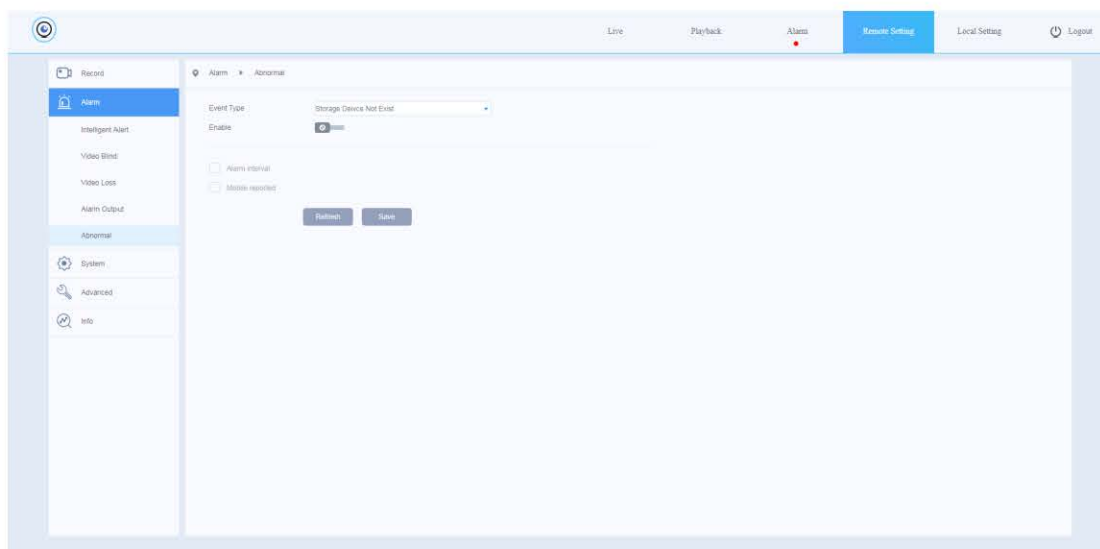 Live
Playback
Alarm
Remote Setting
Local Setting
Logout
Record
Alarm
Intelligent Alert
Video Blind
Video Loss
Alarm Output
Abnormal
System
Advanced
Info
Alarm Abnormal
Event Type Storage Device Not Exist
Enable
Alarm interval
Mobile reported
Refresh Save